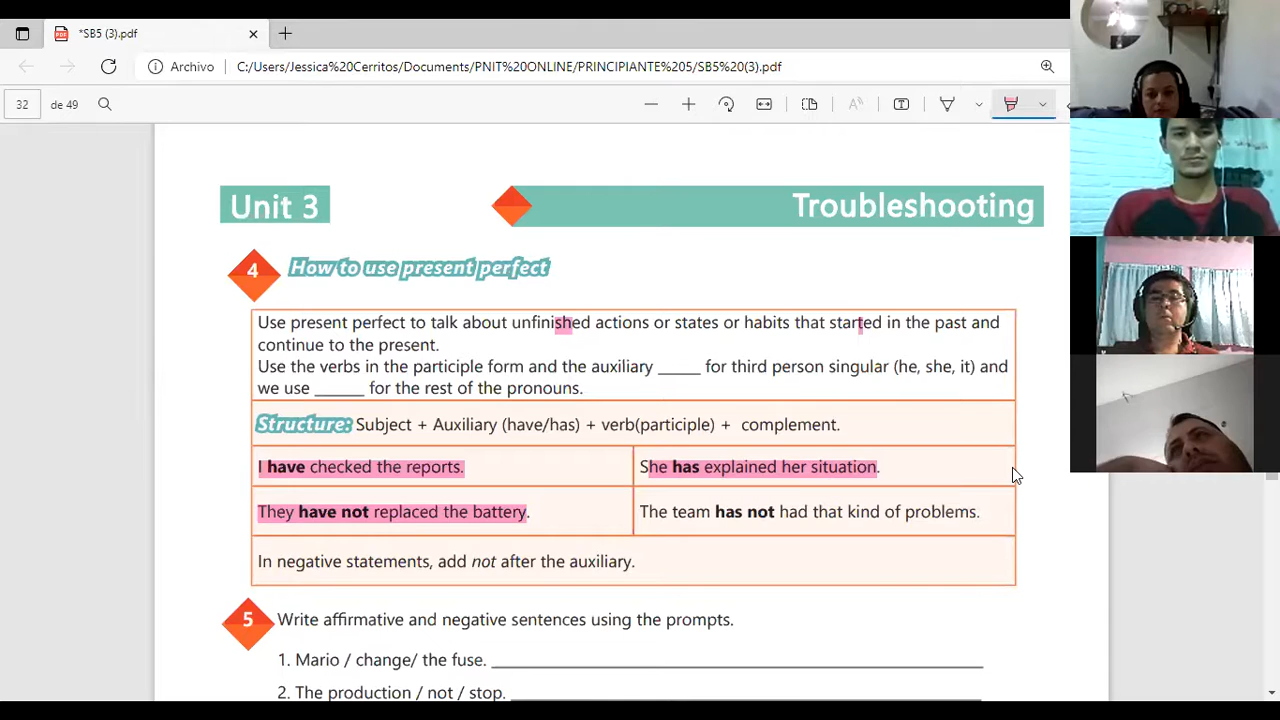 *SB5 (3).pdf
Archivo C:/Users/Jessica%20Cerritos/Documents/PNIT%20ONLINE/PRINCIPIANTE%205/SB5%20(3).pdf
32 de 49
Unit 3 Troubleshooting
4 How to use present perfect
Use present perfect to talk about unfinished actions or states or habits that started in the past and
continue to the present.
Use the verbs in the participle form and the auxiliary _____ for third person singular (he, she, it) and
we use ______ for the rest of the pronouns.
Structure: Subject + Auxiliary (have/has) + verb(participle) + complement.
I have checked the reports. She has explained her situation.
They have not replaced the battery. The team has not had that kind of problems.
In negative statements, add not after the auxiliary.
5 Write affirmative and negative sentences using the prompts.
1. Mario / change/ the fuse.
2. The production / not / stop.